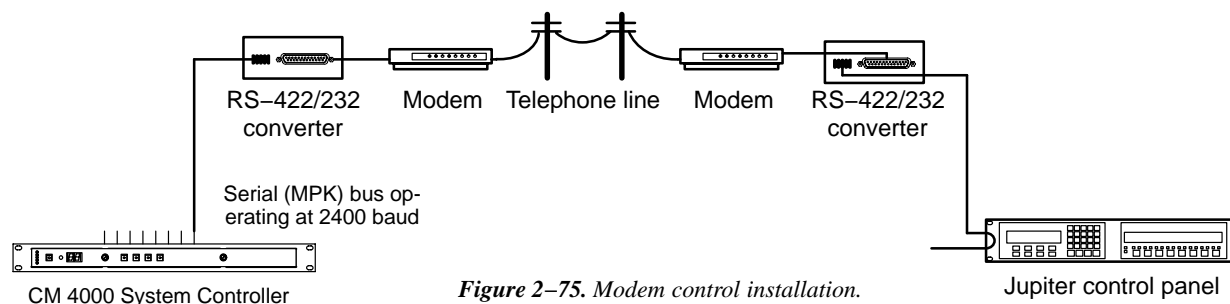 RS−422/232
converter
Modem
Telephone line
Modem
RS−422/232
converter
Serial (MPK) bus op-
erating at 2400 baud
CM 4000 System Controller
Figure 2−75. Modem control installation.
Jupiter control panel